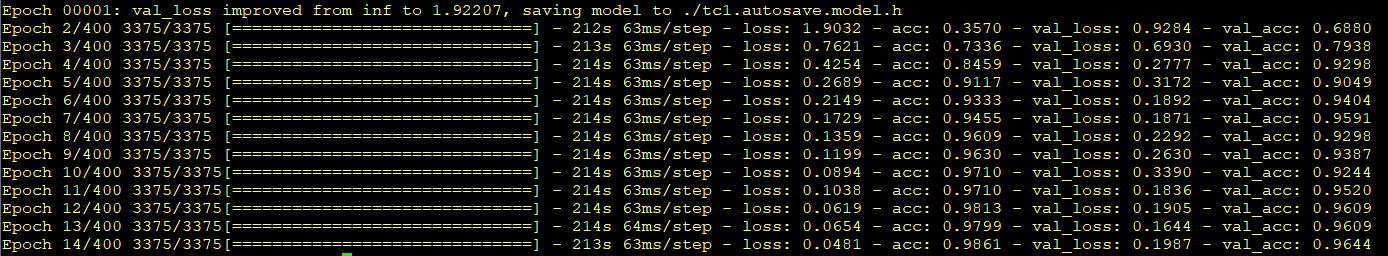 Epoch 00001: val_loss improved from inf to 1.92207, saving model to ./tc1.autosave.model.h
Epoch 2/400 3375/3375 [==============================] - 212s 63ms/step - loss: 1.9032 - acc: 0.3570 - val_loss: 0.9284 - val_acc: 0.6880
Epoch 3/400 3375/3375 [==============================] - 213s 63ms/step - loss: 0.7621 - acc: 0.7336 - val_loss: 0.6930 - val_acc: 0.7938
Epoch 4/400 3375/3375 [==============================] - 214s 63ms/step - loss: 0.4254 - acc: 0.8459 - val_loss: 0.2777 - val_acc: 0.9298
Epoch 5/400 3375/3375 [==============================] - 214s 63ms/step - loss: 0.2689 - acc: 0.9117 - val_loss: 0.3172 - val_acc: 0.9049
Epoch 6/400 3375/3375 [==============================] - 214s 63ms/step - loss: 0.2149 - acc: 0.9333 - val_loss: 0.1892 - val_acc: 0.9404
Epoch 7/400 3375/3375 [==============================] - 214s 63ms/step - loss: 0.1729 - acc: 0.9455 - val_loss: 0.1871 - val_acc: 0.9591
Epoch 8/400 3375/3375 [==============================] - 214s 63ms/step - loss: 0.1359 - acc: 0.9609 - val_loss: 0.2292 - val_acc: 0.9298
Epoch 9/400 3375/3375 [==============================] - 214s 63ms/step - loss: 0.1199 - acc: 0.9630 - val_loss: 0.2630 - val_acc: 0.9387
Epoch 10/400 3375/3375[==============================] - 214s 63ms/step - loss: 0.0894 - acc: 0.9710 - val_loss: 0.3390 - val_acc: 0.9244
Epoch 11/400 3375/3375[==============================] - 214s 63ms/step - loss: 0.1038 - acc: 0.9710 - val_loss: 0.1836 - val_acc: 0.9520
Epoch 12/400 3375/3375[==============================] - 214s 63ms/step - loss: 0.0619 - acc: 0.9813 - val_loss: 0.1905 - val_acc: 0.9609
Epoch 13/400 3375/3375[==============================] - 214s 64ms/step - loss: 0.0654 - acc: 0.9799 - val_loss: 0.1644 - val_acc: 0.9609
Epoch 14/400 3375/3375[==============================] - 213s 63ms/step - loss: 0.0481 - acc: 0.9861 - val_loss: 0.1987 - val_acc: 0.9644